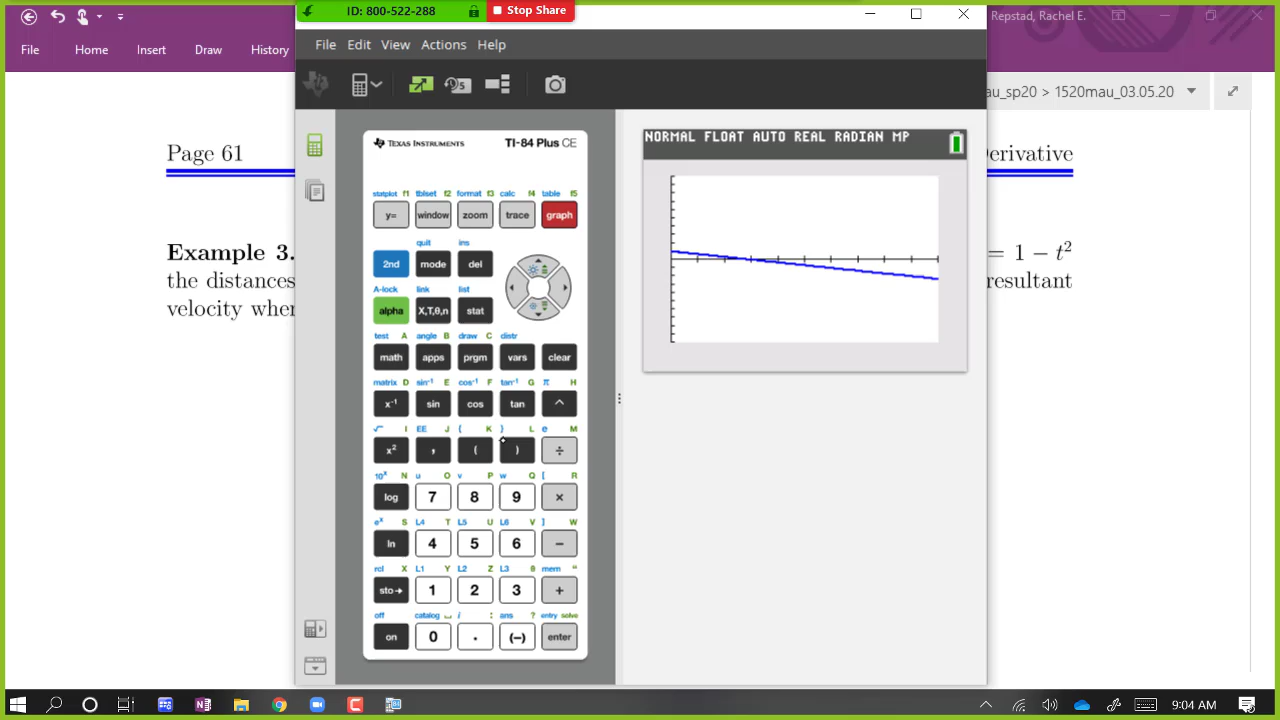 ID: 800-522-288
Stop Share
Repstad, Rachel E.
File Home Insert Draw History
File Edit View Actions Help
au_sp20 > 1520mau_03.05.20
Page 61
Derivative
Example 3.
= 1 − t²
the distances
resultant
velocity when
TEXAS INSTRUMENTS TI-84 Plus CE
NORMAL FLOAT AUTO REAL RADIAN MP
statplot f1 tblset f2 format f3 calc f4 table f5
y= window zoom trace graph
quit ins
2nd mode del
A-lock link list
alpha X,T,θ,n stat
test A angle B draw C distr
math apps prgm vars clear
matrix D sin⁻¹ E cos⁻¹ F tan⁻¹ G π H
x⁻¹ sin cos tan ^
√ I EE J { K } L e M
x² , ( ) ÷
10ˣ N u O v P w Q [ R
log 7 8 9 ×
eˣ S L4 T L5 U L6 V ] W
ln 4 5 6 −
rcl X L1 Y L2 Z L3 θ mem "
sto→ 1 2 3 +
off catalog ⎵ i : ans ? entry solve
on 0 . (−) enter
9:04 AM